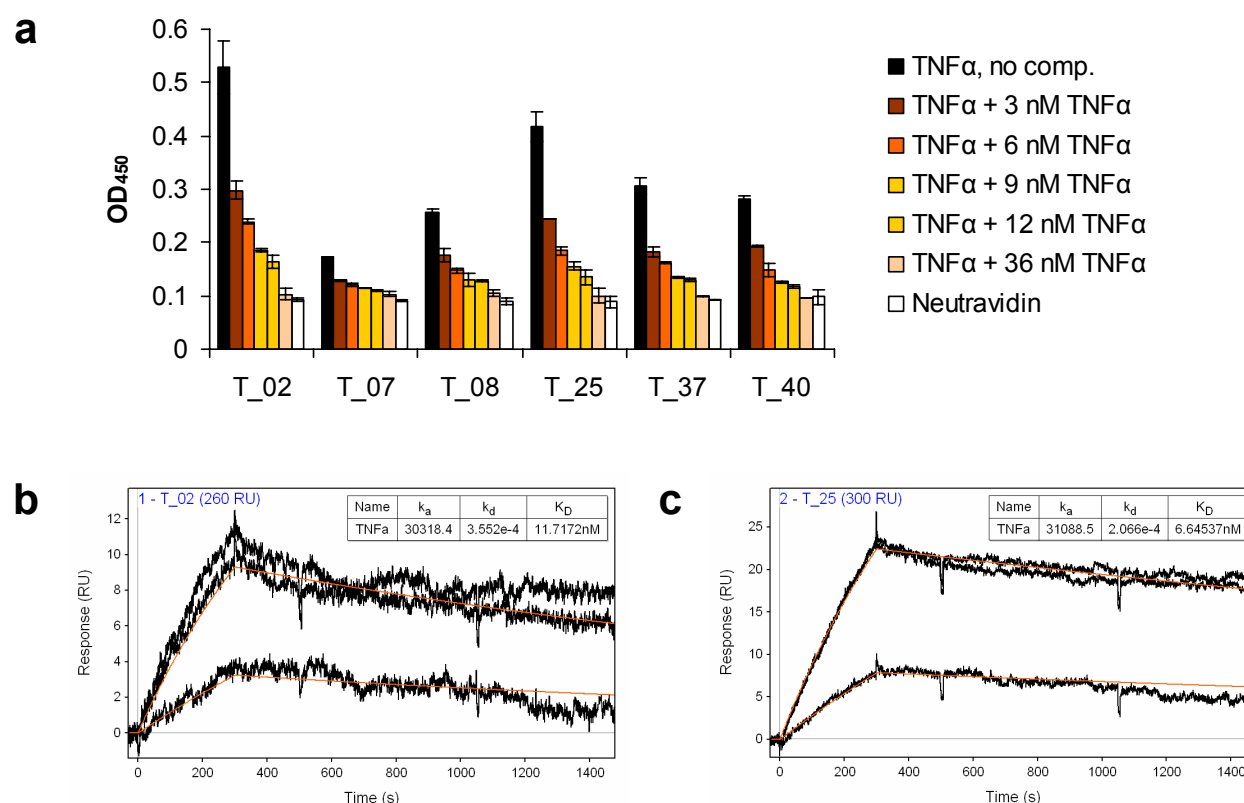 a
0.6
0.5
0.4
0.3
0.2
0.1
0
OD450
T_02 T_07 T_08 T_25 T_37 T_40
TNFα, no comp.
TNFα + 3 nM TNFα
TNFα + 6 nM TNFα
TNFα + 9 nM TNFα
TNFα + 12 nM TNFα
TNFα + 36 nM TNFα
Neutravidin
b
1 - T_02 (260 RU)
Name ka kd KD
TNFa 30318.4 3.552e-4 11.7172nM
12
10
8
6
4
2
0
Response (RU)
0 200 400 600 800 1000 1200 1400
Time (s)
c
2 - T_25 (300 RU)
Name ka kd KD
TNFa 31088.5 2.066e-4 6.64537nM
25
20
15
10
5
0
Response (RU)
0 200 400 600 800 1000 1200 1400
Time (s)